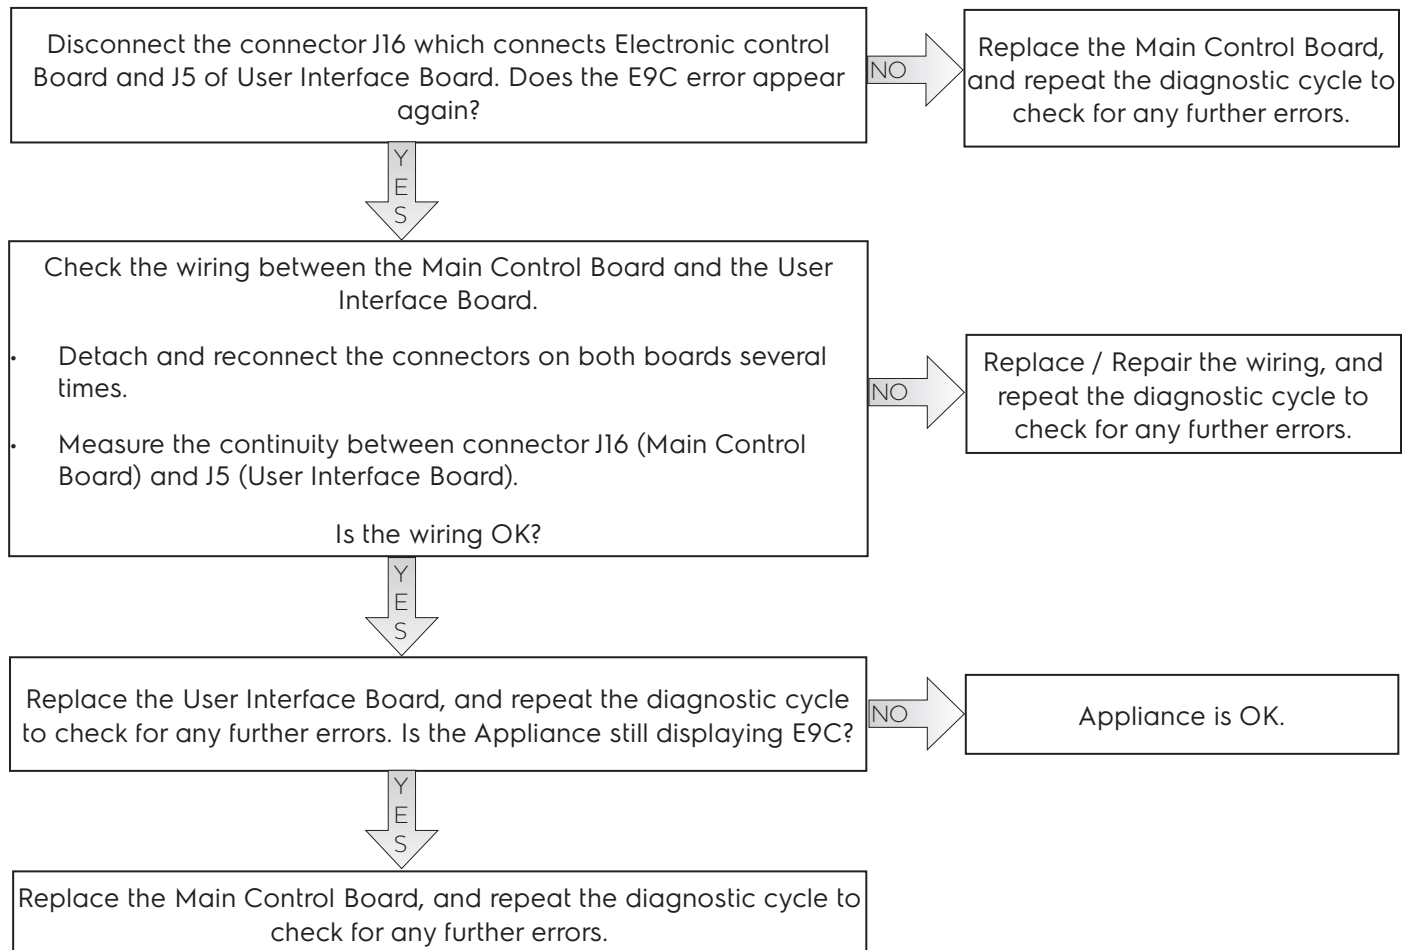 Disconnect the connector J16 which connects Electronic control
Board and J5 of User Interface Board. Does the E9C error appear
again?
NO
Replace the Main Control Board,
and repeat the diagnostic cycle to
check for any further errors.
YES
Check the wiring between the Main Control Board and the User
Interface Board.
• Detach and reconnect the connectors on both boards several
times.
• Measure the continuity between connector J16 (Main Control
Board) and J5 (User Interface Board).
Is the wiring OK?
NO
Replace / Repair the wiring, and
repeat the diagnostic cycle to
check for any further errors.
YES
Replace the User Interface Board, and repeat the diagnostic cycle
to check for any further errors. Is the Appliance still displaying E9C?
NO
Appliance is OK.
YES
Replace the Main Control Board, and repeat the diagnostic cycle to
check for any further errors.